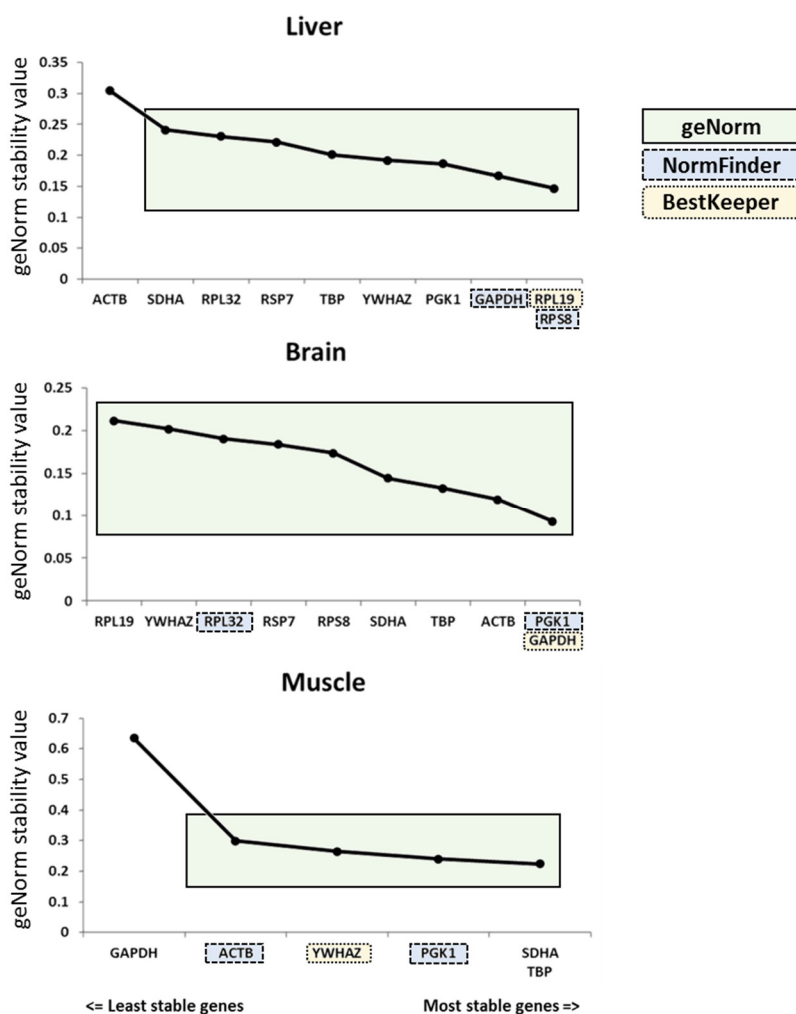 Liver
geNorm stability value
0.35
0.3
0.25
0.2
0.15
0.1
0.05
0
ACTB SDHA RPL32 RSP7 TBP YWHAZ PGK1 GAPDH RPL19
RPS8
geNorm
NormFinder
BestKeeper
Brain
geNorm stability value
0.25
0.2
0.15
0.1
0.05
0
RPL19 YWHAZ RPL32 RSP7 RPS8 SDHA TBP ACTB PGK1
GAPDH
Muscle
geNorm stability value
0.7
0.6
0.5
0.4
0.3
0.2
0.1
0
GAPDH ACTB YWHAZ PGK1 SDHA
TBP
<= Least stable genes Most stable genes =>